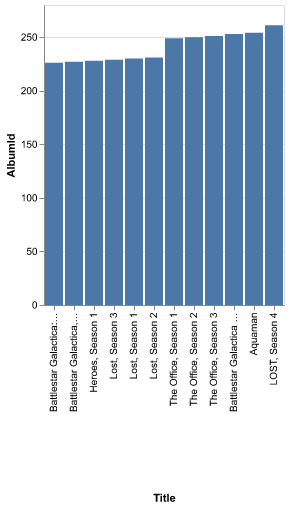 250
200
150
100
50
0
AlbumId
Battlestar Galactica:…
Battlestar Galactica,…
Heroes, Season 1
Lost, Season 3
Lost, Season 1
Lost, Season 2
The Office, Season 1
The Office, Season 2
The Office, Season 3
Battlestar Galactica …
Aquaman
LOST, Season 4
Title